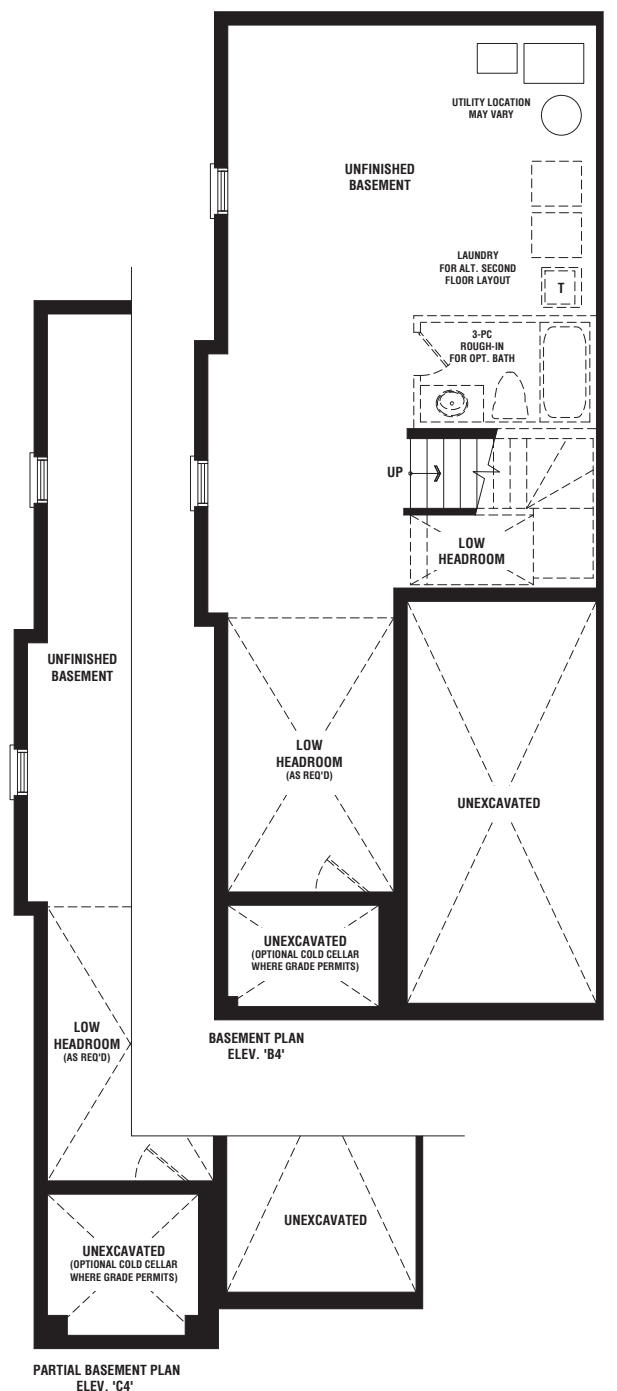 UTILITY LOCATION
MAY VARY
UNFINISHED
BASEMENT
LAUNDRY
FOR ALT. SECOND
FLOOR LAYOUT
T
3-PC
ROUGH-IN
FOR OPT. BATH
UP
LOW
HEADROOM
LOW
HEADROOM
(AS REQ'D)
UNEXCAVATED
UNEXCAVATED
(OPTIONAL COLD CELLAR
WHERE GRADE PERMITS)
BASEMENT PLAN
ELEV. 'B4'
UNFINISHED
BASEMENT
LOW
HEADROOM
(AS REQ'D)
UNEXCAVATED
UNEXCAVATED
(OPTIONAL COLD CELLAR
WHERE GRADE PERMITS)
PARTIAL BASEMENT PLAN
ELEV. 'C4'